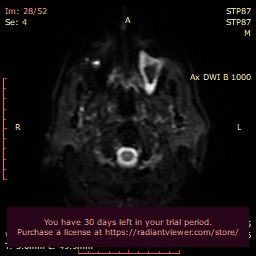 Im: 28/52
Se: 4
A
STP87
STP87
M
Ax DWI B 1000
R
L
You have 30 days left in your trial period.
Purchase a license at https://radiantviewer.com/store/